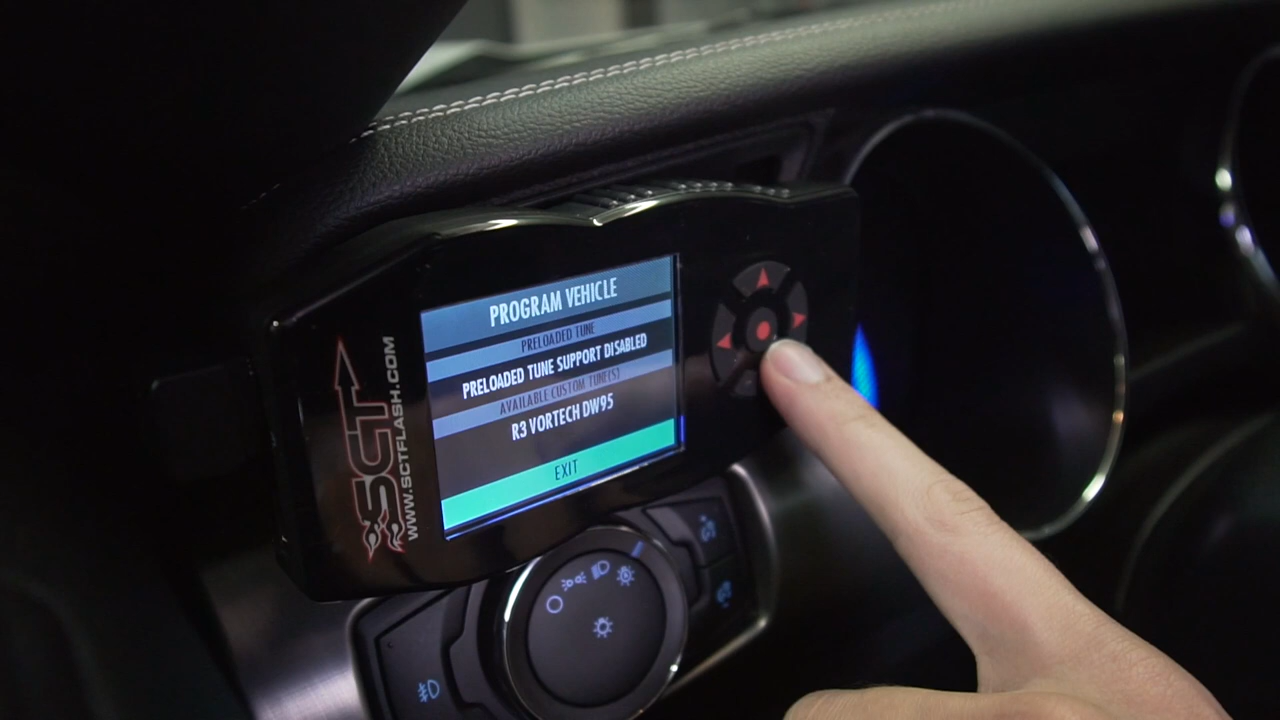 SCT
WWW.SCTFLASH.COM
PROGRAM VEHICLE
PRELOADED TUNE
PRELOADED TUNE SUPPORT DISABLED
AVAILABLE CUSTOM TUNE(S)
R3 VORTECH DW95
EXIT